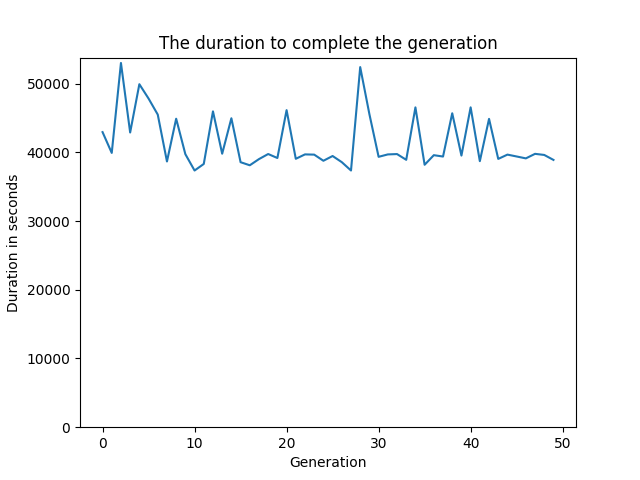 The duration to complete the generation
Duration in seconds
50000
40000
30000
20000
10000
0
0 10 20 30 40 50
Generation